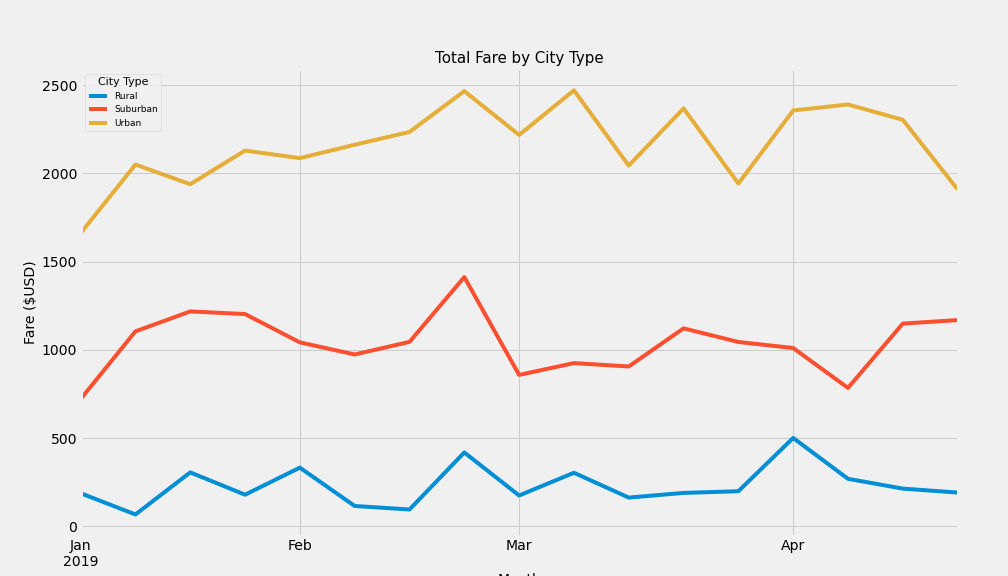 Total Fare by City Type
City Type
Rural
Suburban
Urban
Fare ($USD)
2500
2000
1500
1000
500
0
Jan
2019
Feb
Mar
Apr